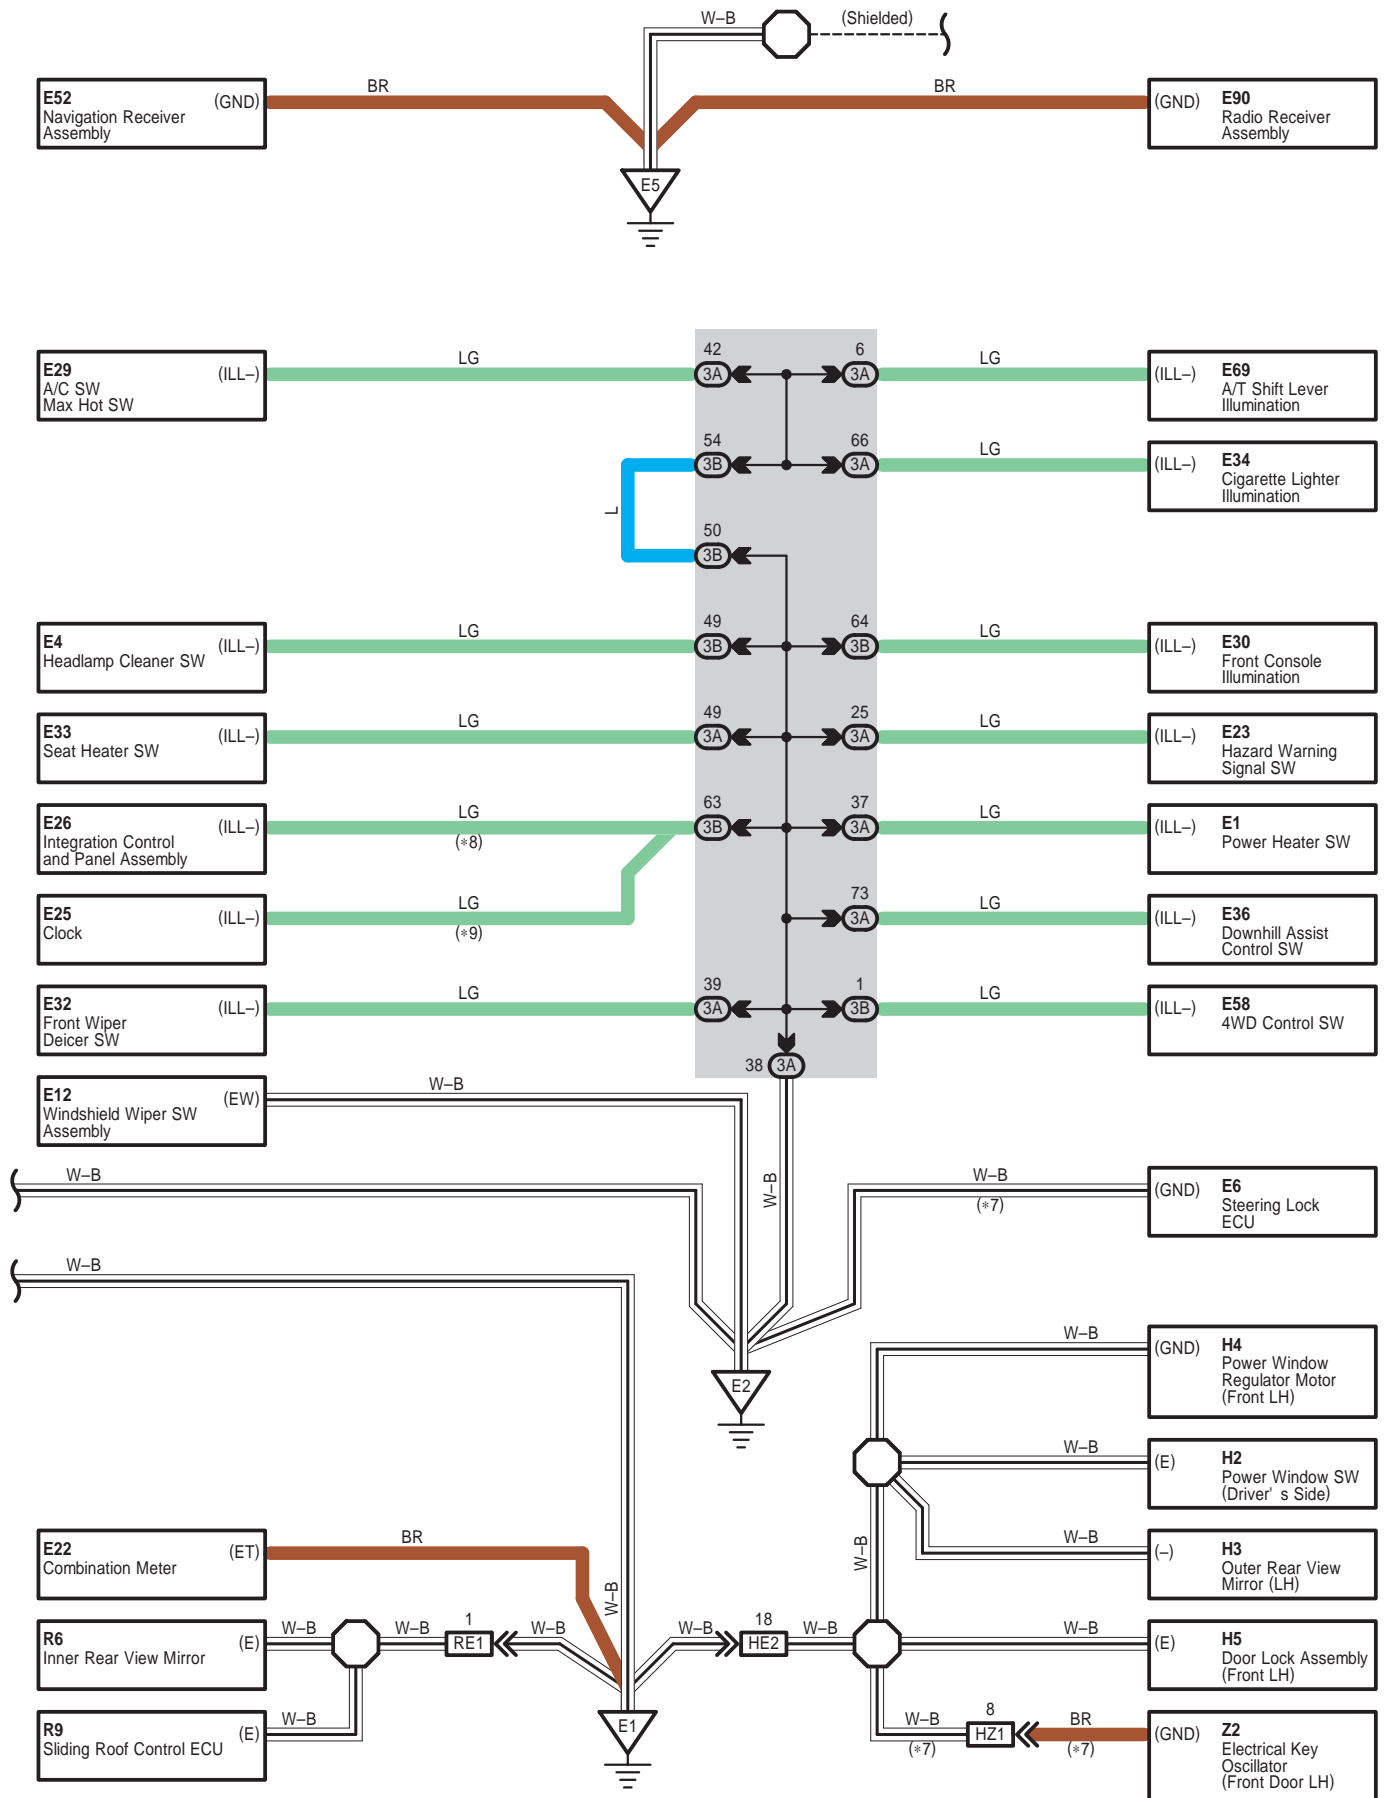 W–B
(Shielded)
E52
(GND)
Navigation Receiver
Assembly
BR
BR
(GND)
E90
Radio Receiver
Assembly
E5
E29
(ILL–)
A/C SW
Max Hot SW
LG
42
3A
6
3A
LG
(ILL–)
E69
A/T Shift Lever
Illumination
54
3B
66
3A
LG
(ILL–)
E34
Cigarette Lighter
Illumination
L
50
3B
E4
(ILL–)
Headlamp Cleaner SW
LG
49
3B
64
3B
LG
(ILL–)
E30
Front Console
Illumination
E33
(ILL–)
Seat Heater SW
LG
49
3A
25
3A
LG
(ILL–)
E23
Hazard Warning
Signal SW
E26
(ILL–)
Integration Control
and Panel Assembly
LG
(*8)
63
3B
37
3A
LG
(ILL–)
E1
Power Heater SW
E25
(ILL–)
Clock
LG
(*9)
73
3A
LG
(ILL–)
E36
Downhill Assist
Control SW
E32
(ILL–)
Front Wiper
Deicer SW
LG
39
3A
1
3B
LG
(ILL–)
E58
4WD Control SW
38
3A
E12
(EW)
Windshield Wiper SW
Assembly
W–B
W–B
W–B
W–B
(*7)
(GND)
E6
Steering Lock
ECU
W–B
E2
W–B
(GND)
H4
Power Window
Regulator Motor
(Front LH)
W–B
(E)
H2
Power Window SW
(Driver' s Side)
E22
(ET)
Combination Meter
BR
W–B
W–B
W–B
(–)
H3
Outer Rear View
Mirror (LH)
R6
(E)
Inner Rear View Mirror
W–B
W–B
1
RE1
W–B
W–B
18
HE2
W–B
W–B
(E)
H5
Door Lock Assembly
(Front LH)
R9
(E)
Sliding Roof Control ECU
W–B
E1
W–B
(*7)
8
HZ1
BR
(*7)
(GND)
Z2
Electrical Key
Oscillator
(Front Door LH)